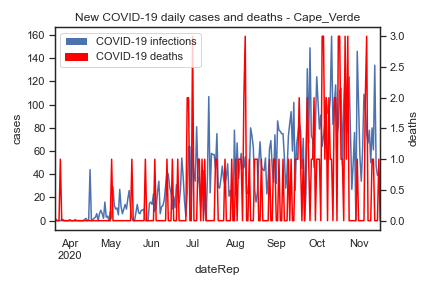 New COVID-19 daily cases and deaths - Cape_Verde
COVID-19 infections
COVID-19 deaths
cases
160
140
120
100
80
60
40
20
0
3.0
2.5
2.0
1.5
1.0
0.5
0.0
deaths
Apr May Jun Jul Aug Sep Oct Nov
2020
dateRep